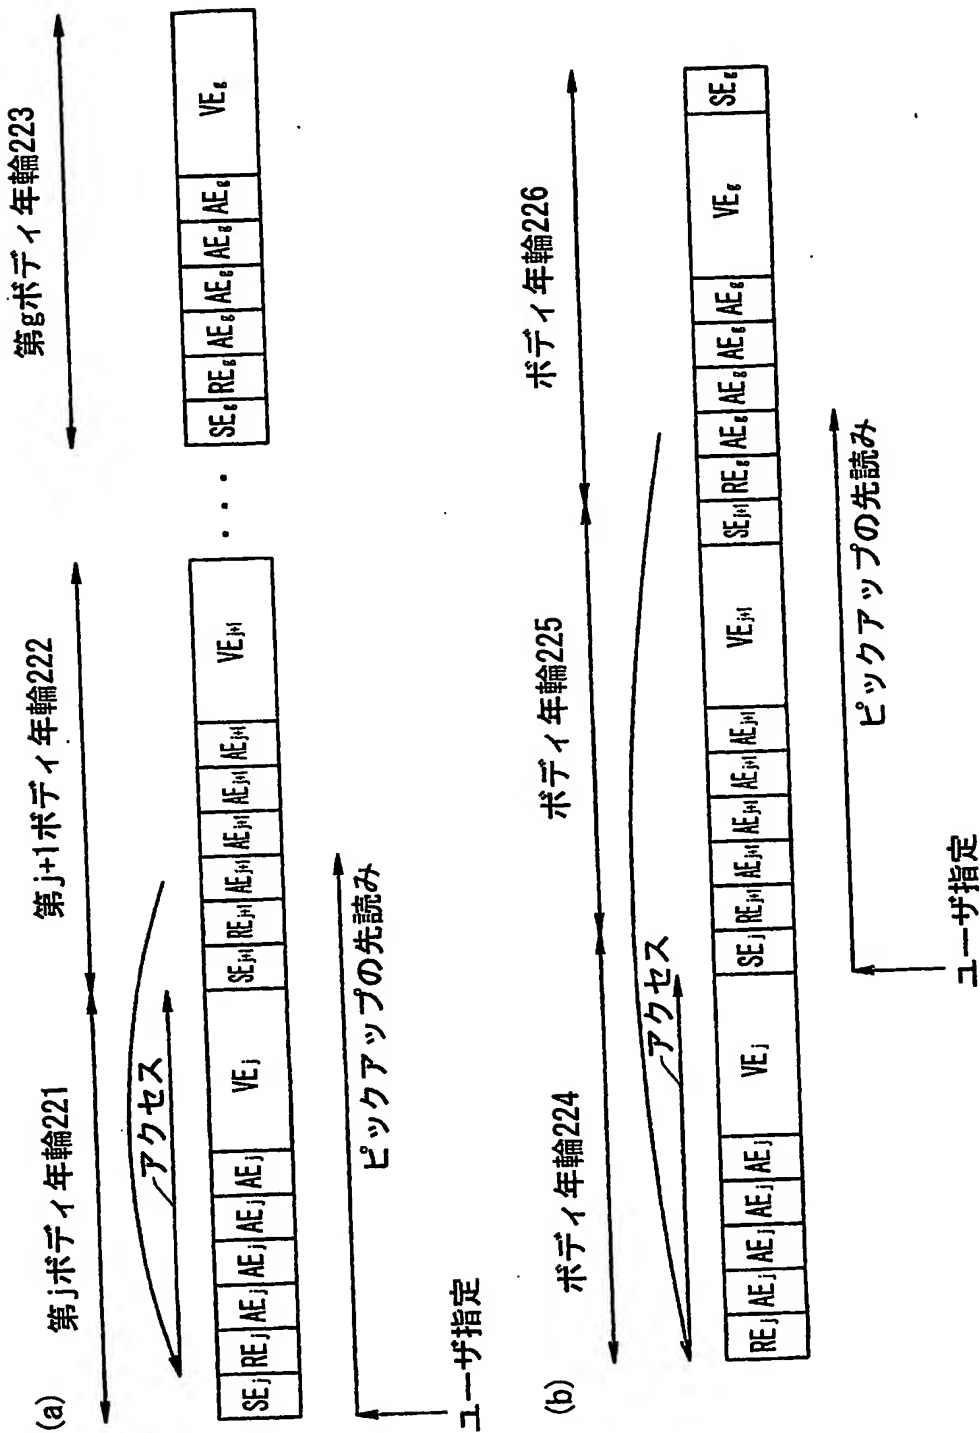 (a)
第jボディ年輪221
第j+1ボディ年輪222
第gボディ年輪223
アクセス
SEj REj AEj AEj AEj AEj VEj SEj+1 REj+1 AEj+1 AEj+1 AEj+1 AEj+1 VEj+1 ... SEg REg AEg AEg AEg AEg VEg
ピックアップの先読み
ユーザ指定
(b)
ボディ年輪224
ボディ年輪225
ボディ年輪226
アクセス
REj AEj AEj AEj AEj VEj SEj REj+1 AEj+1 AEj+1 AEj+1 AEj+1 VEj+1 SEj+1 REg AEg AEg AEg AEg VEg SEg
ピックアップの先読み
ユーザ指定